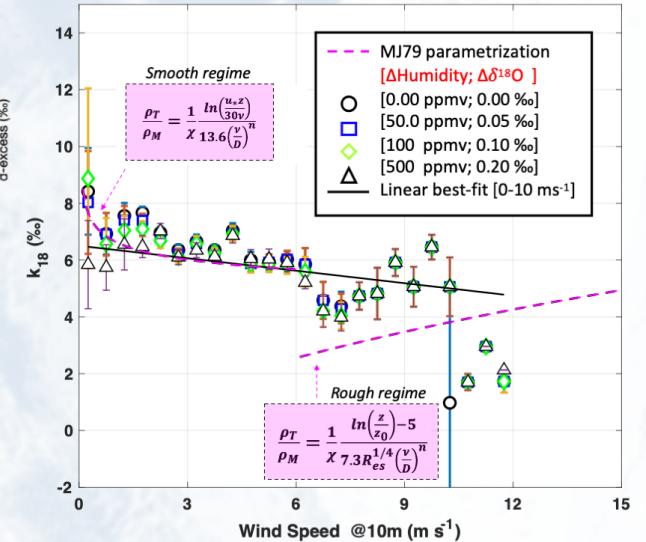 d-excess (‰)
14
12
10
8
6
4
2
0
-2
k18 (‰)
0
3
6
9
12
15
Wind Speed @10m (m s-1)
MJ79 parametrization
[ΔHumidity; Δδ18O ]
[0.00 ppmv; 0.00 ‰]
[50.0 ppmv; 0.05 ‰]
[100 ppmv; 0.10 ‰]
[500 ppmv; 0.20 ‰]
Linear best-fit [0-10 ms-1]
Smooth regime
ρT/ρM = 1/χ ln(u*z/30ν)/13.6(ν/D)^n
Rough regime
ρT/ρM = 1/χ ln(z/z0)−5/7.3Res^1/4(ν/D)^n